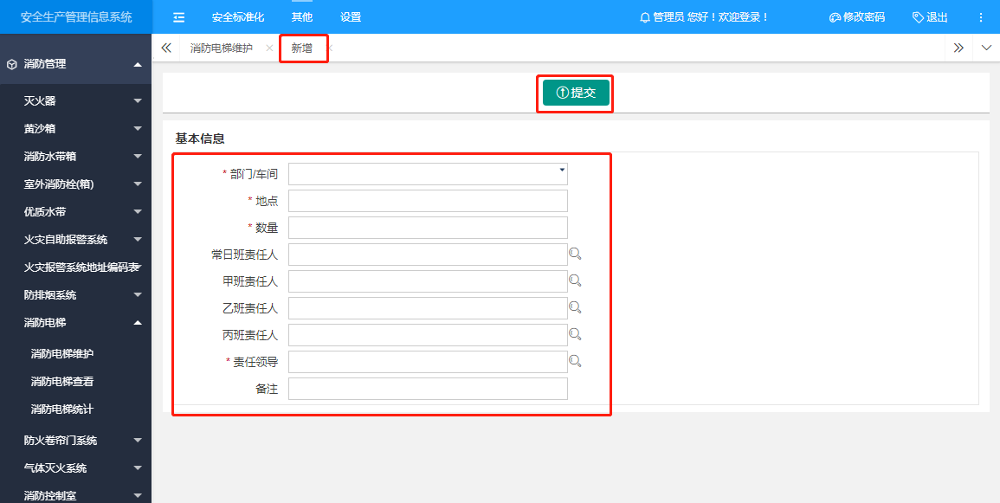 安全生产管理信息系统
安全标准化 其他 设置
管理员 您好！欢迎登录！
修改密码 退出
消防管理
灭火器
黄沙箱
消防水带箱
室外消防栓(箱)
优质水带
火灾自助报警系统
火灾报警系统地址编码表
防排烟系统
消防电梯
消防电梯维护
消防电梯查看
消防电梯统计
防火卷帘门系统
气体灭火系统
消防控制室
消防电梯维护 新增
提交
基本信息
* 部门/车间
* 地点
* 数量
常日班责任人
甲班责任人
乙班责任人
丙班责任人
* 责任领导
备注